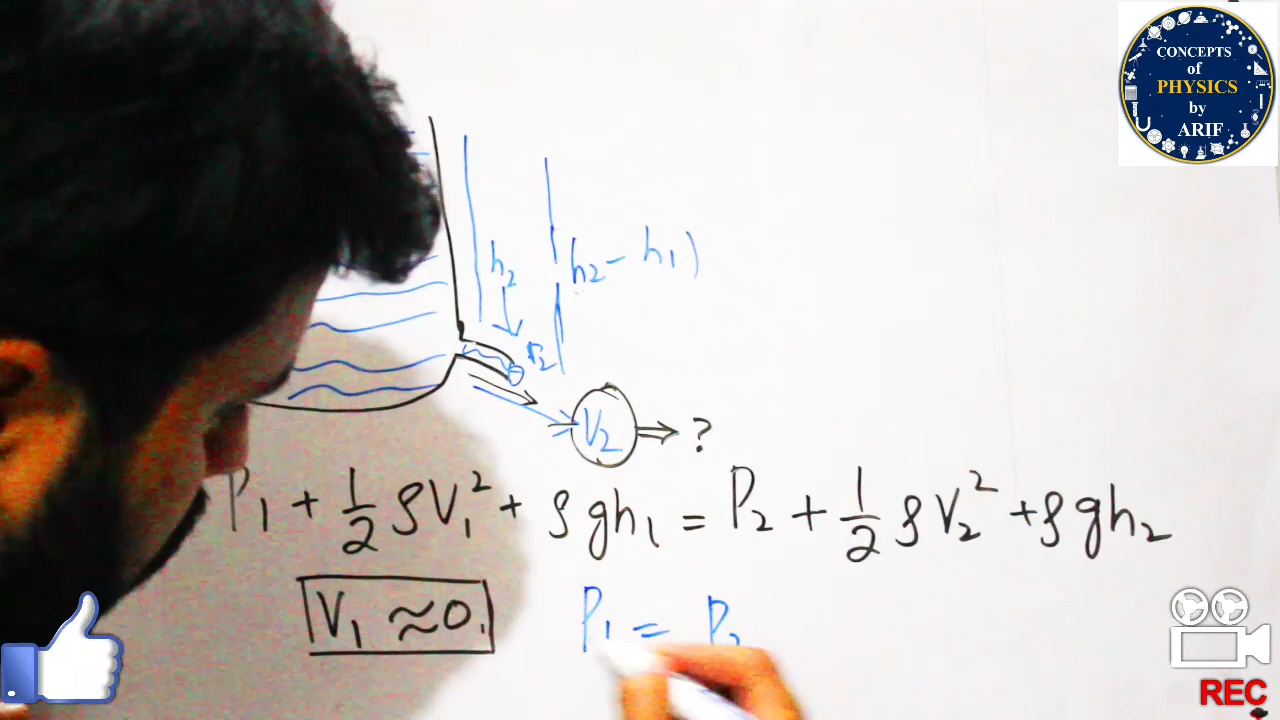 CONCEPTS
of
PHYSICS
by
ARIF
h₂
h₂ - h₁)
V₂ ?
P₁ + 1/2 ρV₁² + ρgh₁ = P₂ + 1/2 ρV₂² + ρgh₂
V₁ ≈ 0
P₁ = P₂
REC